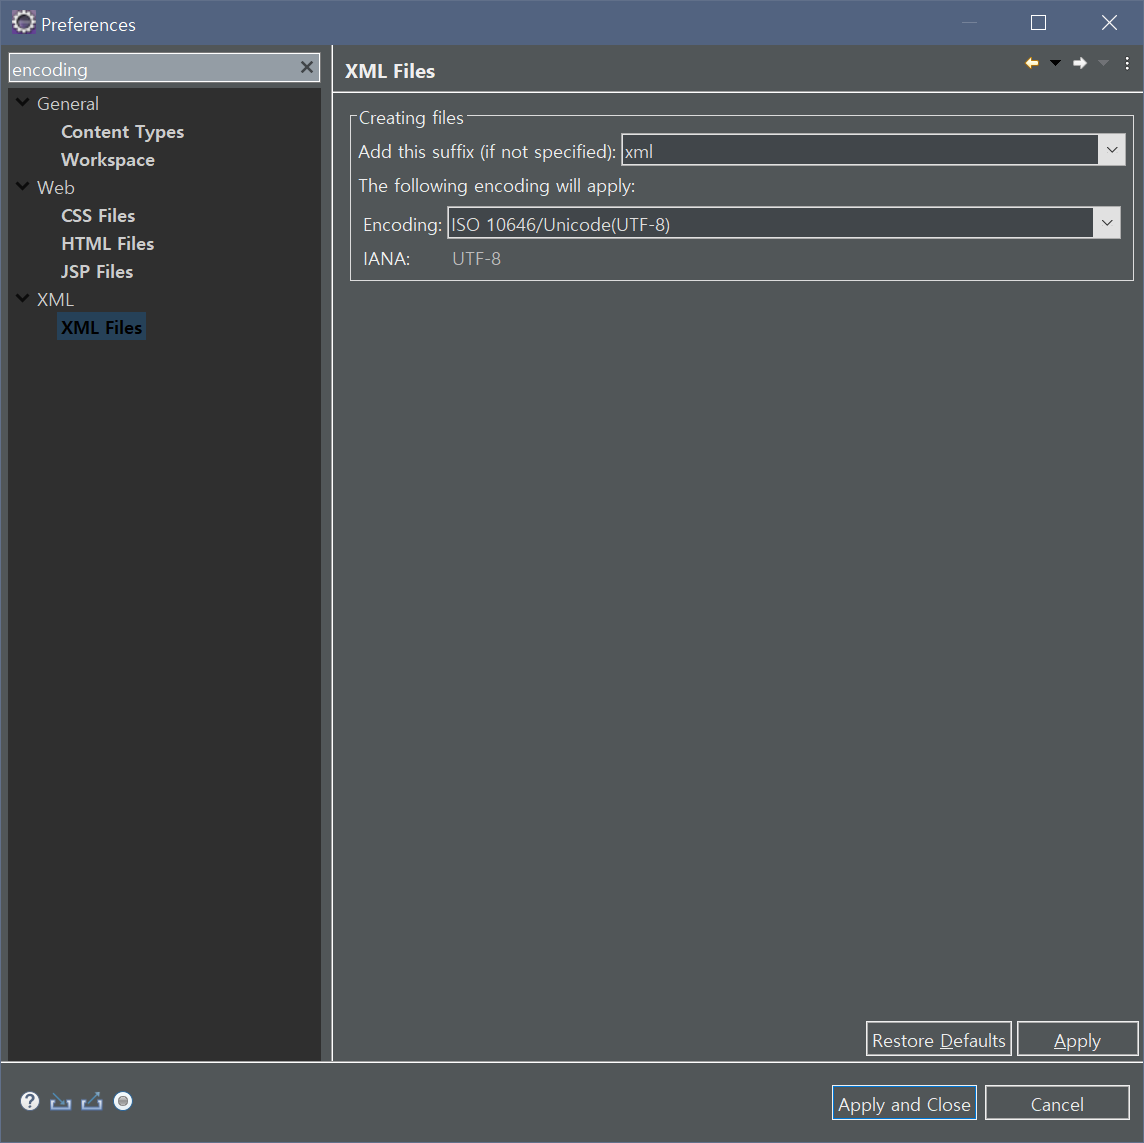 Preferences
encoding
General
Content Types
Workspace
Web
CSS Files
HTML Files
JSP Files
XML
XML Files
XML Files
Creating files
Add this suffix (if not specified): xml
The following encoding will apply:
Encoding: ISO 10646/Unicode(UTF-8)
IANA: UTF-8
Restore Defaults Apply
Apply and Close Cancel